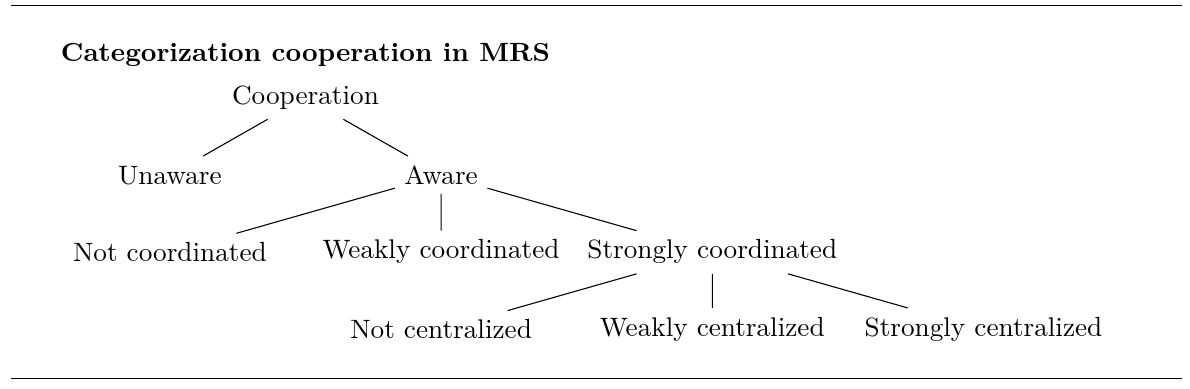 Categorization cooperation in MRS
Cooperation
Unaware Aware
Not coordinated Weakly coordinated Strongly coordinated
Not centralized Weakly centralized Strongly centralized